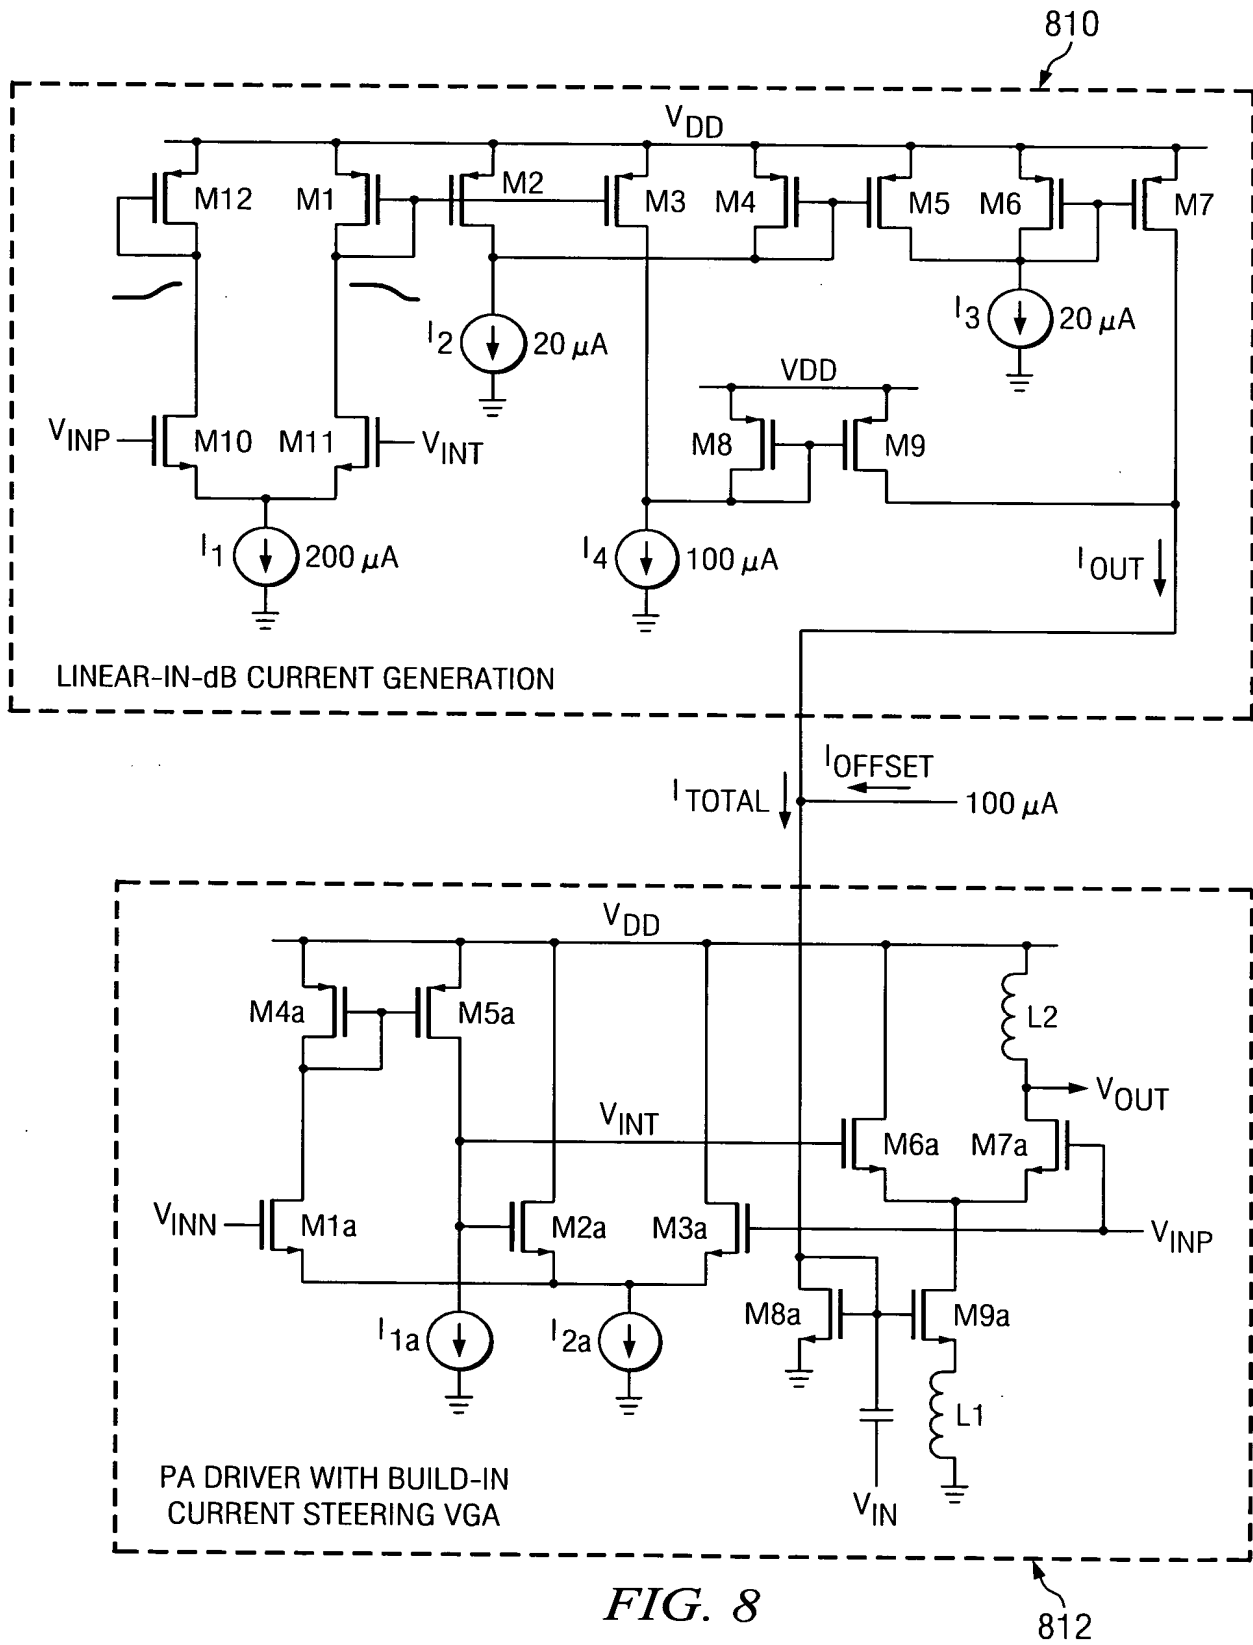 810
VDD
M12
M1
M2
M3
M4
M5
M6
M7
I2
20 μA
I3
20 μA
VDD
VINP
M10
M11
VINT
M8
M9
I1
200 μA
I4
100 μA
IOUT
LINEAR-IN-dB CURRENT GENERATION
IOFFSET
ITOTAL
100 μA
VDD
M4a
M5a
L2
VOUT
VINT
M6a
M7a
VINN
M1a
M2a
M3a
VINP
M8a
M9a
I1a
I2a
L1
PA DRIVER WITH BUILD-IN
CURRENT STEERING VGA
VIN
FIG. 8
812